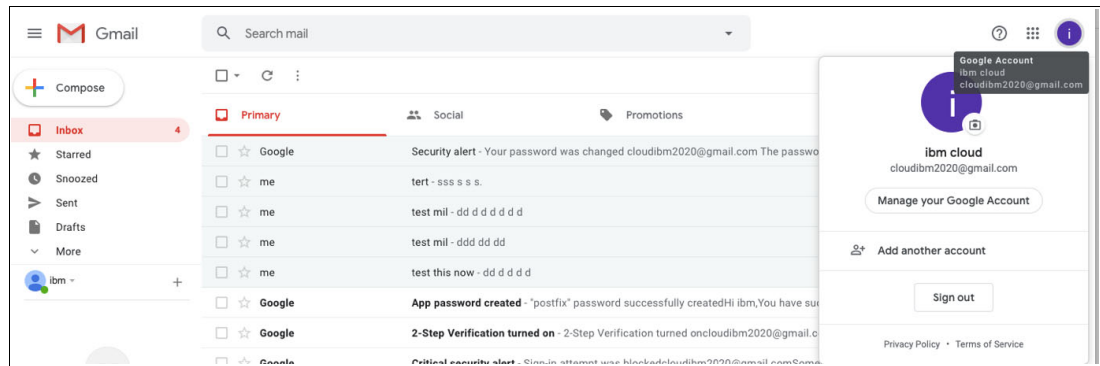 Gmail
Search mail
i
Google Account
ibm cloud
cloudibm2020@gmail.com
Compose
Inbox 4
Starred
Snoozed
Sent
Drafts
More
ibm
Primary Social Promotions
Google Security alert - Your password was changed cloudibm2020@gmail.com The passwo
me tert - sss s s s.
me test mil - dd d d d d d d
me test mil - ddd dd dd
me test this now - dd d d d d
Google App password created - "postfix" password successfully createdHi ibm,You have su
Google 2-Step Verification turned on - 2-Step Verification turned oncloudibm2020@gmail.c
Google Critical security alert - Sign-in attempt was blockedcloudibm2020@gmail.comSome
i
ibm cloud
cloudibm2020@gmail.com
Manage your Google Account
Add another account
Sign out
Privacy Policy • Terms of Service